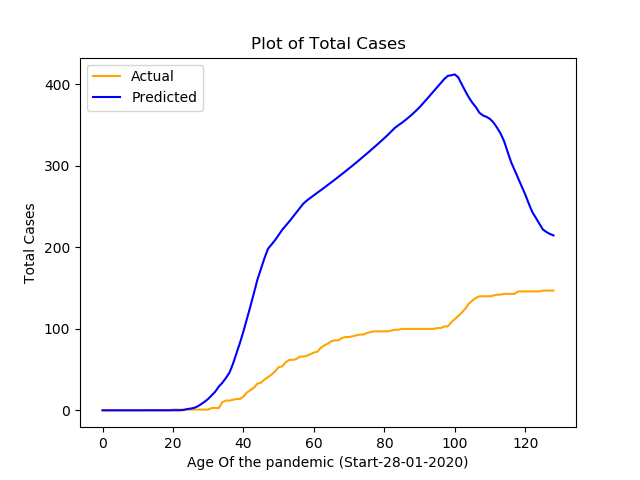 Plot of Total Cases
Actual
Predicted
Total Cases
400
300
200
100
0
0 20 40 60 80 100 120
Age Of the pandemic (Start-28-01-2020)